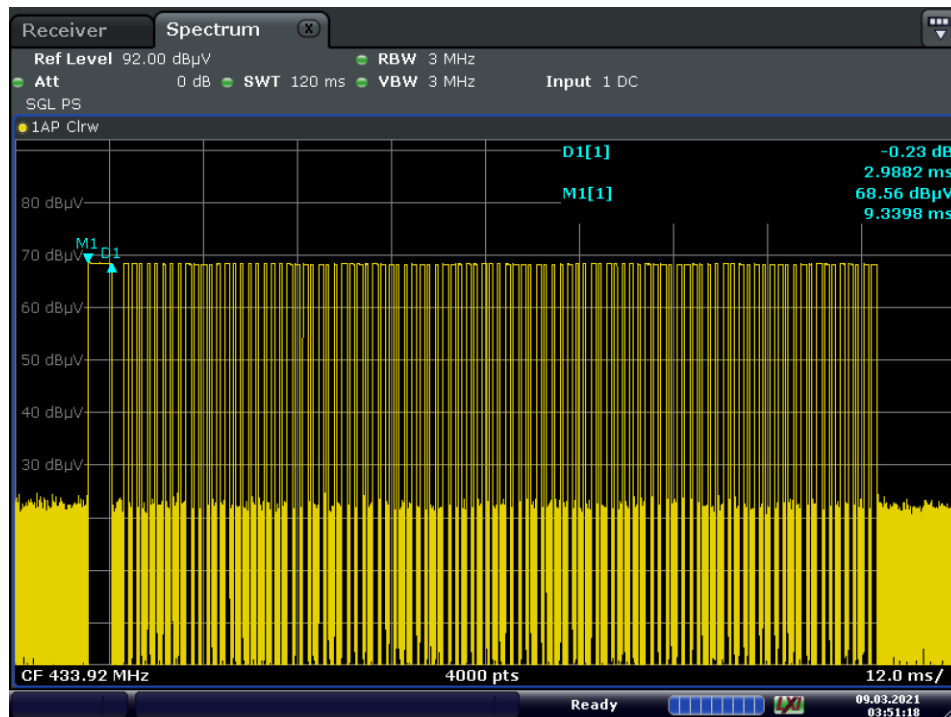 Receiver Spectrum X
Ref Level 92.00 dBµV RBW 3 MHz
Att 0 dB SWT 120 ms VBW 3 MHz Input 1 DC
SGL PS
1AP Clrw
D1[1] -0.23 dB
2.9882 ms
M1[1] 68.56 dBµV
9.3398 ms
80 dBµV
M1 D1
70 dBµV
60 dBµV
50 dBµV
40 dBµV
30 dBµV
CF 433.92 MHz 4000 pts 12.0 ms/
Ready LXI 09.03.2021
03:51:18